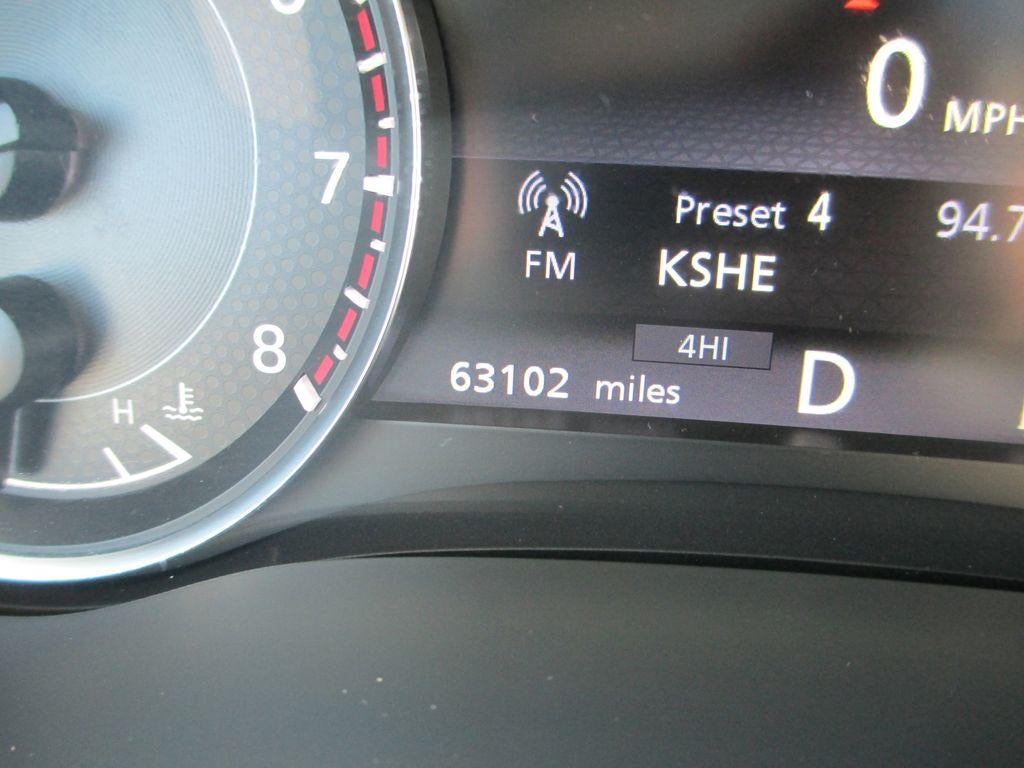 0 MPH
7
Preset 4 94.7
FM KSHE
8
4HI
63102 miles D
H